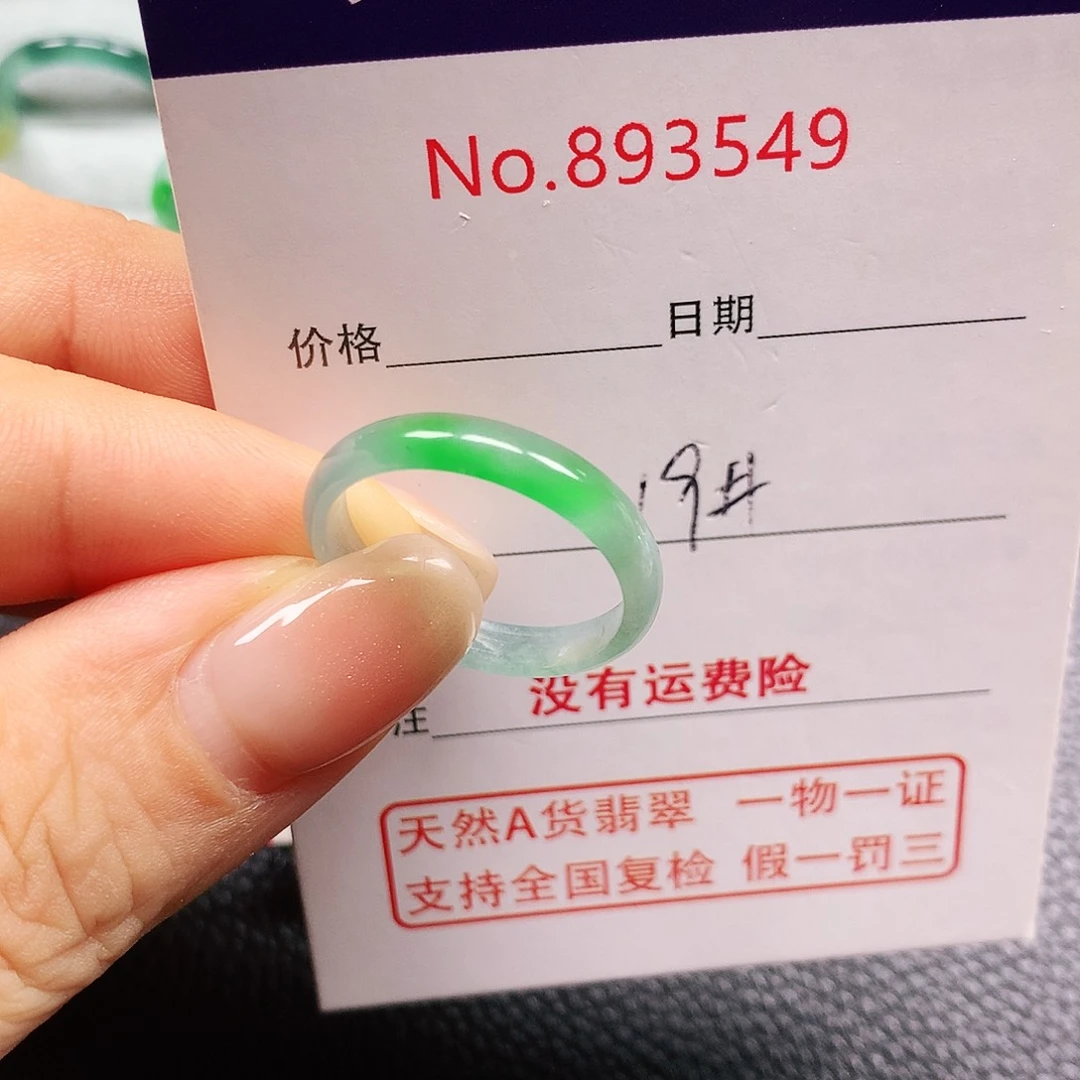 No.893549
价格 日期
19#
注 没有运费险
天然A货翡翠 一物一证
支持全国复检 假一罚三